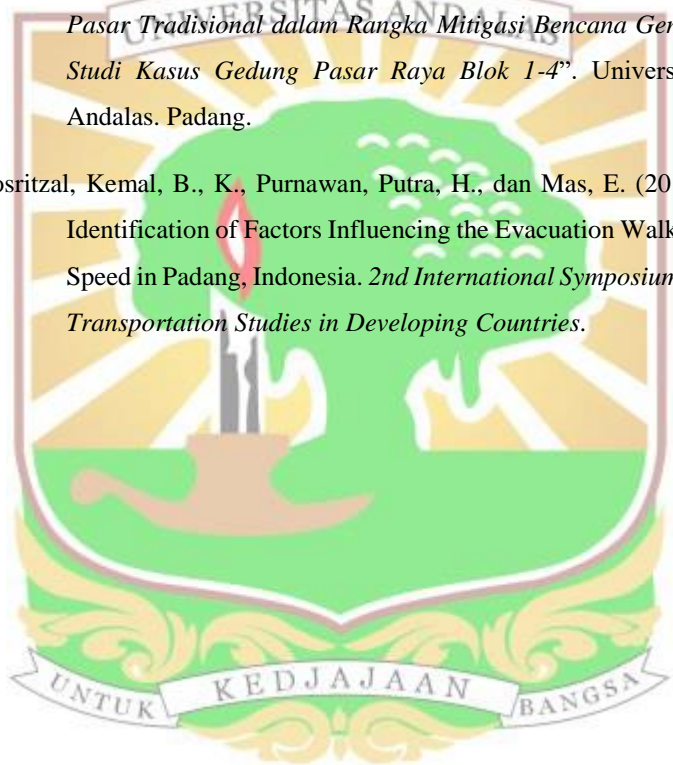 UNIVERSITAS ANDALAS
Pasar Tradisional dalam Rangka Mitigasi Bencana Ge
Studi Kasus Gedung Pasar Raya Blok 1-4”. Univers
Andalas. Padang.
osritzal, Kemal, B., K., Purnawan, Putra, H., dan Mas, E. (20
Identification of Factors Influencing the Evacuation Walk
Speed in Padang, Indonesia. 2nd International Symposium
Transportation Studies in Developing Countries.
UNTUK KEDJAJAAN BANGSA